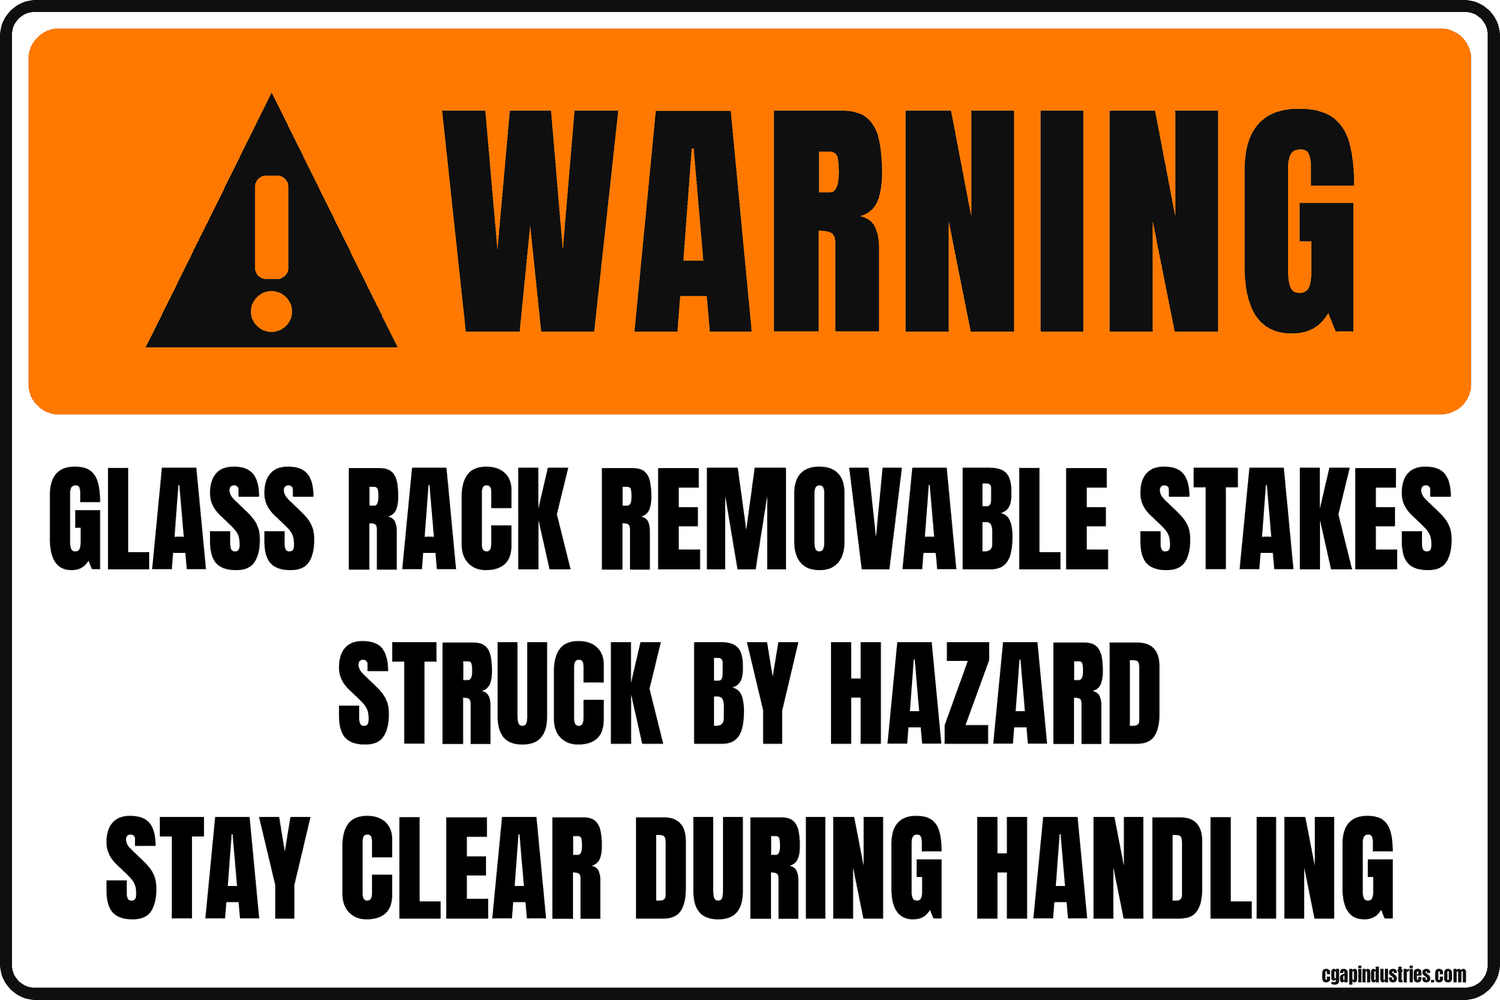 WARNING
GLASS RACK REMOVABLE STAKES
STRUCK BY HAZARD
STAY CLEAR DURING HANDLING
cgapindustries.com